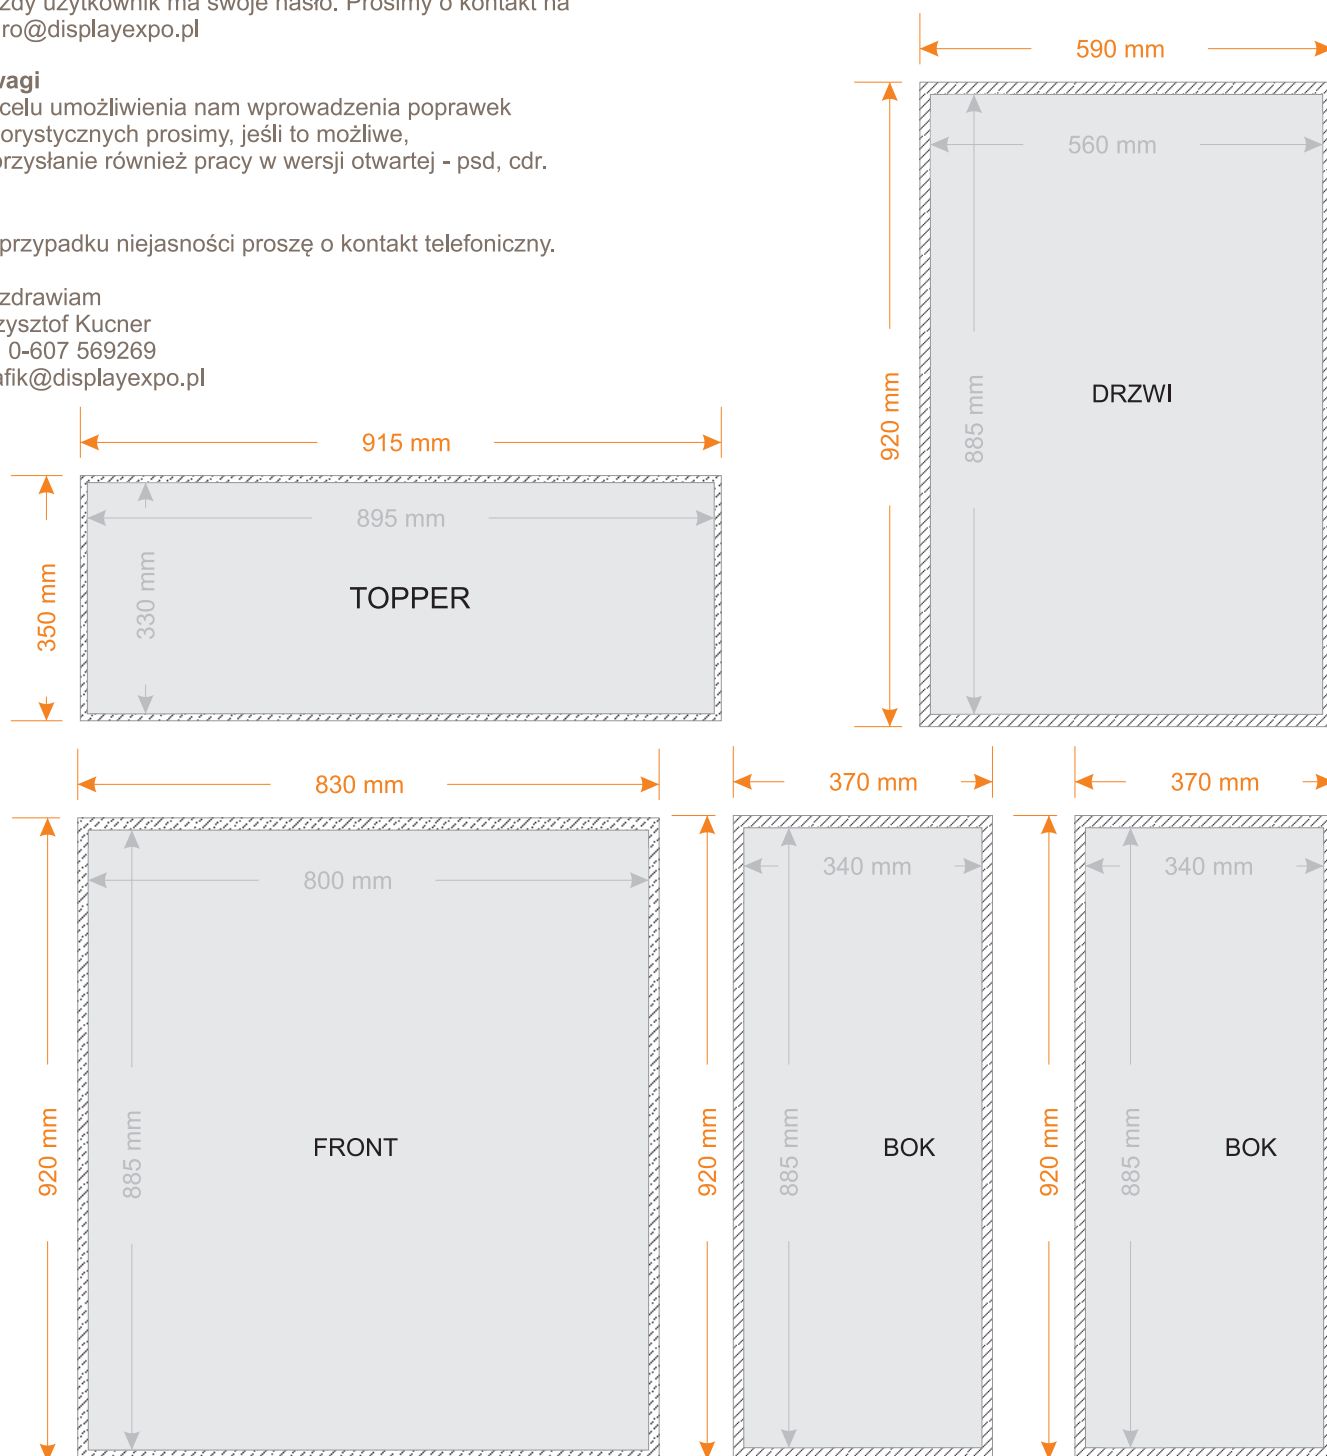 zdy użytkownik ma swoje hasło. Prosimy o kontakt na
ro@displayexpo.pl
vagi
celu umożliwienia nam wprowadzenia poprawek
orystycznych prosimy, jeśli to możliwe,
przysłanie również pracy w wersji otwartej - psd, cdr.
przypadku niejasności proszę o kontakt telefoniczny.
zdrawiam
zysztof Kucner
0-607 569269
afik@displayexpo.pl
590 mm
560 mm
920 mm
885 mm
DRZWI
915 mm
895 mm
350 mm
330 mm
TOPPER
830 mm
800 mm
920 mm
885 mm
FRONT
370 mm
340 mm
920 mm
885 mm
BOK
370 mm
340 mm
920 mm
885 mm
BOK